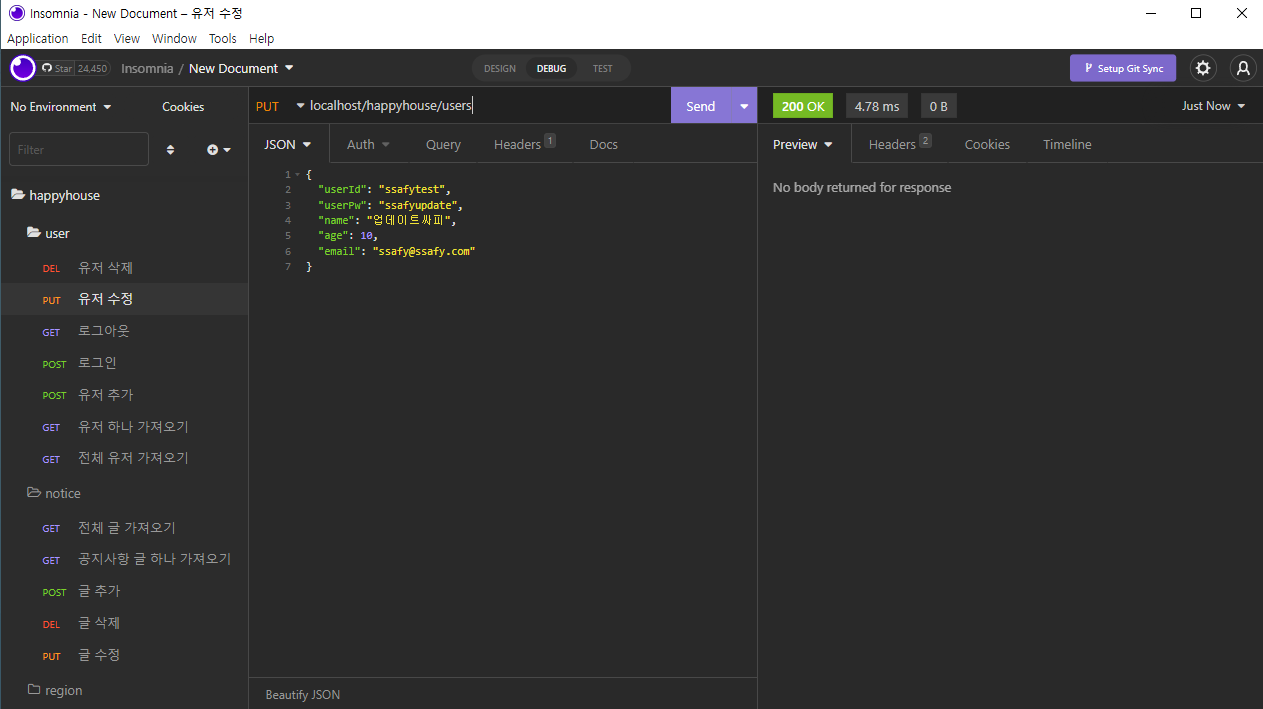 Insomnia - New Document – 유저 수정
Application Edit View Window Tools Help
Star 24,450 Insomnia / New Document DESIGN DEBUG TEST Setup Git Sync
No Environment Cookies
Filter
happyhouse
user
DEL 유저 삭제
PUT 유저 수정
GET 로그아웃
POST 로그인
POST 유저 추가
GET 유저 하나 가져오기
GET 전체 유저 가져오기
notice
GET 전체 글 가져오기
GET 공지사항 글 하나 가져오기
POST 글 추가
DEL 글 삭제
PUT 글 수정
region
PUT localhost/happyhouse/users Send
JSON Auth Query Headers 1 Docs
1 {
2 "userId": "ssafytest",
3 "userPw": "ssafyupdate",
4 "name": "업데이트싸피",
5 "age": 10,
6 "email": "ssafy@ssafy.com"
7 }
Beautify JSON
200 OK 4.78 ms 0 B Just Now
Preview Headers 2 Cookies Timeline
No body returned for response